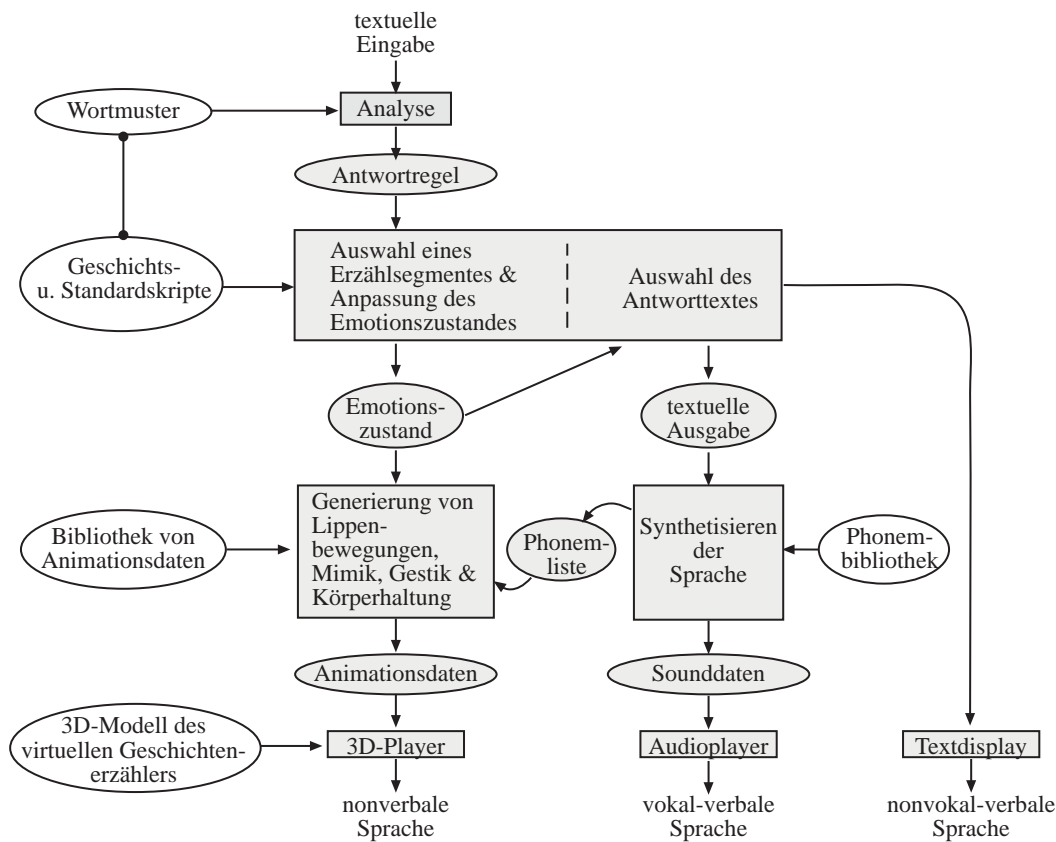 textuelle
Eingabe
Wortmuster
Analyse
Antwortregel
Geschichts-
u. Standardskripte
Auswahl eines
Erzählsegmentes &
Anpassung des
Emotionszustandes
Auswahl des
Antworttextes
Emotions-
zustand
textuelle
Ausgabe
Bibliothek von
Animationsdaten
Generierung von
Lippen-
bewegungen,
Mimik, Gestik &
Körperhaltung
Phonem-
liste
Synthetisieren
der
Sprache
Phonem-
bibliothek
Animationsdaten
Sounddaten
3D-Modell des
virtuellen Geschichten-
erzählers
3D-Player
Audioplayer
Textdisplay
nonverbale
Sprache
vokal-verbale
Sprache
nonvokal-verbale
Sprache